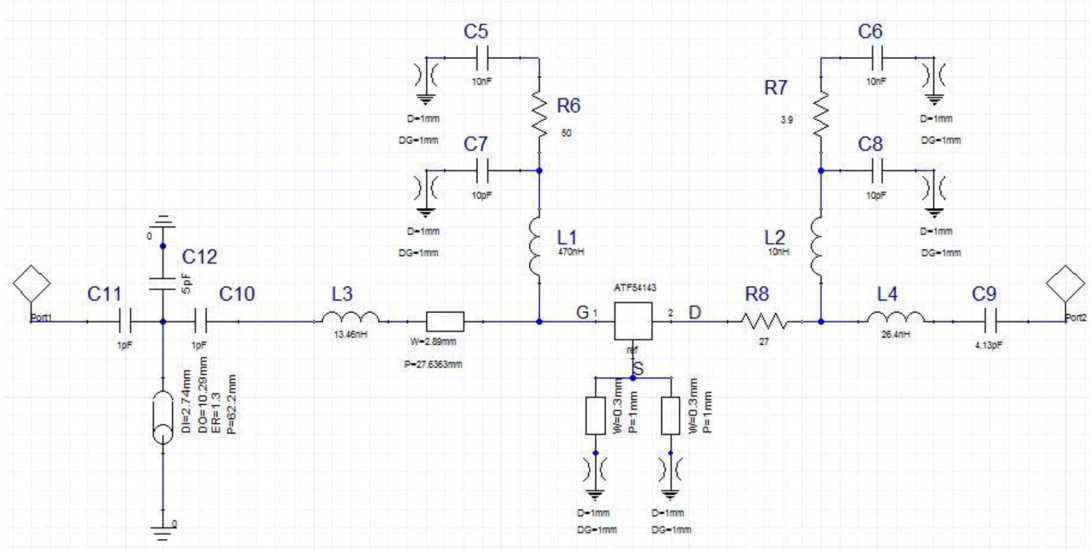 C5
10nF
D=1mm
DG=1mm
R6
50
C7
10pF
D=1mm
DG=1mm
L1
470nH
C6
10nF
D=1mm
DG=1mm
R7
3.9
C8
10pF
D=1mm
DG=1mm
L2
10nH
0
C12
5pF
Port1
C11
1pF
C10
1pF
L3
13.46nH
W=2.89mm
P=27.6363mm
ATF54143
G
1
2
D
ref
S
R8
27
L4
26.4nH
C9
4.13pF
Port2
DI=2.74mm
DO=10.29mm
ER=1.3
P=62.2mm
0
W=0.3mm
P=1mm
W=0.3mm
P=1mm
D=1mm
DG=1mm
D=1mm
DG=1mm